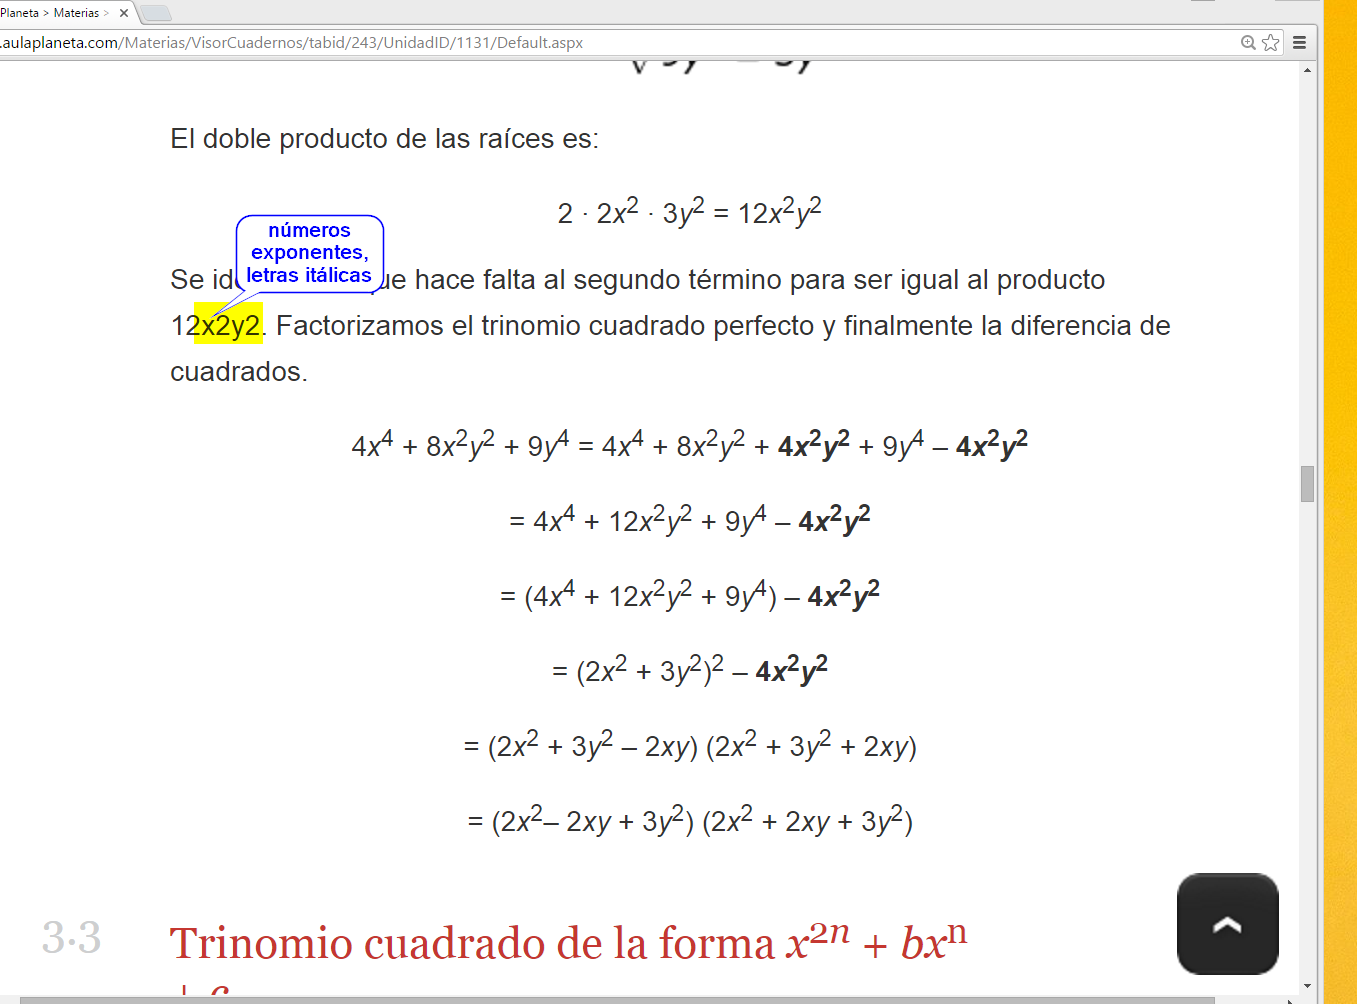 Planeta > Materias >
.aulaplaneta.com/Materias/VisorCuadernos/tabid/243/UnidadID/1131/Default.aspx
El doble producto de las raíces es:
2 · 2x² · 3y² = 12x²y²
números
exponentes,
letras itálicas
Se id ue hace falta al segundo término para ser igual al producto
12x2y2. Factorizamos el trinomio cuadrado perfecto y finalmente la diferencia de
cuadrados.
4x⁴ + 8x²y² + 9y⁴ = 4x⁴ + 8x²y² + 4x²y² + 9y⁴ – 4x²y²
= 4x⁴ + 12x²y² + 9y⁴ – 4x²y²
= (4x⁴ + 12x²y² + 9y⁴) – 4x²y²
= (2x² + 3y²)² – 4x²y²
= (2x² + 3y² – 2xy) (2x² + 3y² + 2xy)
= (2x²– 2xy + 3y²) (2x² + 2xy + 3y²)
3.3 Trinomio cuadrado de la forma x²ⁿ + bxⁿ